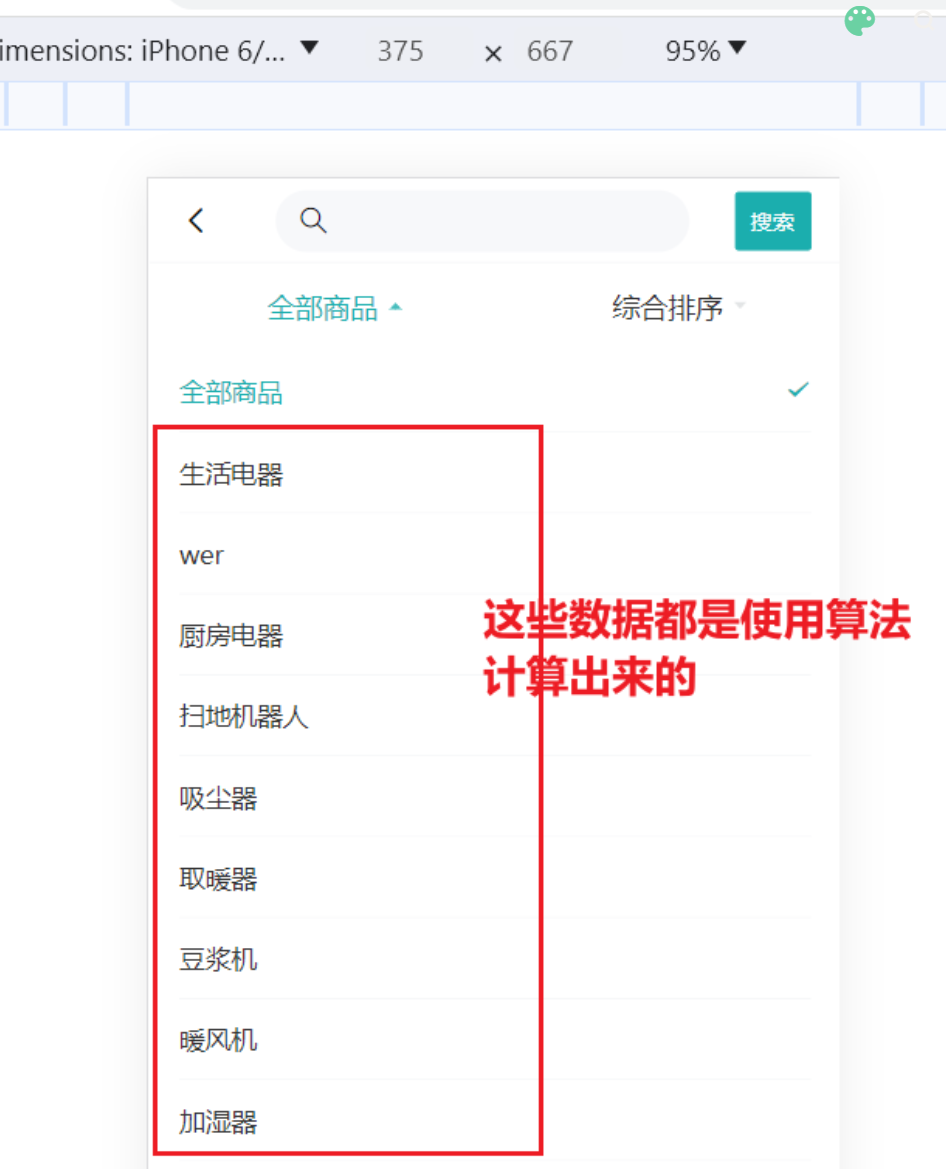 imensions: iPhone 6/... ▼ 375 × 667 95% ▼
搜索
全部商品 综合排序
全部商品
生活电器
wer
厨房电器
扫地机器人
吸尘器
取暖器
豆浆机
暖风机
加湿器
这些数据都是使用算法
计算出来的